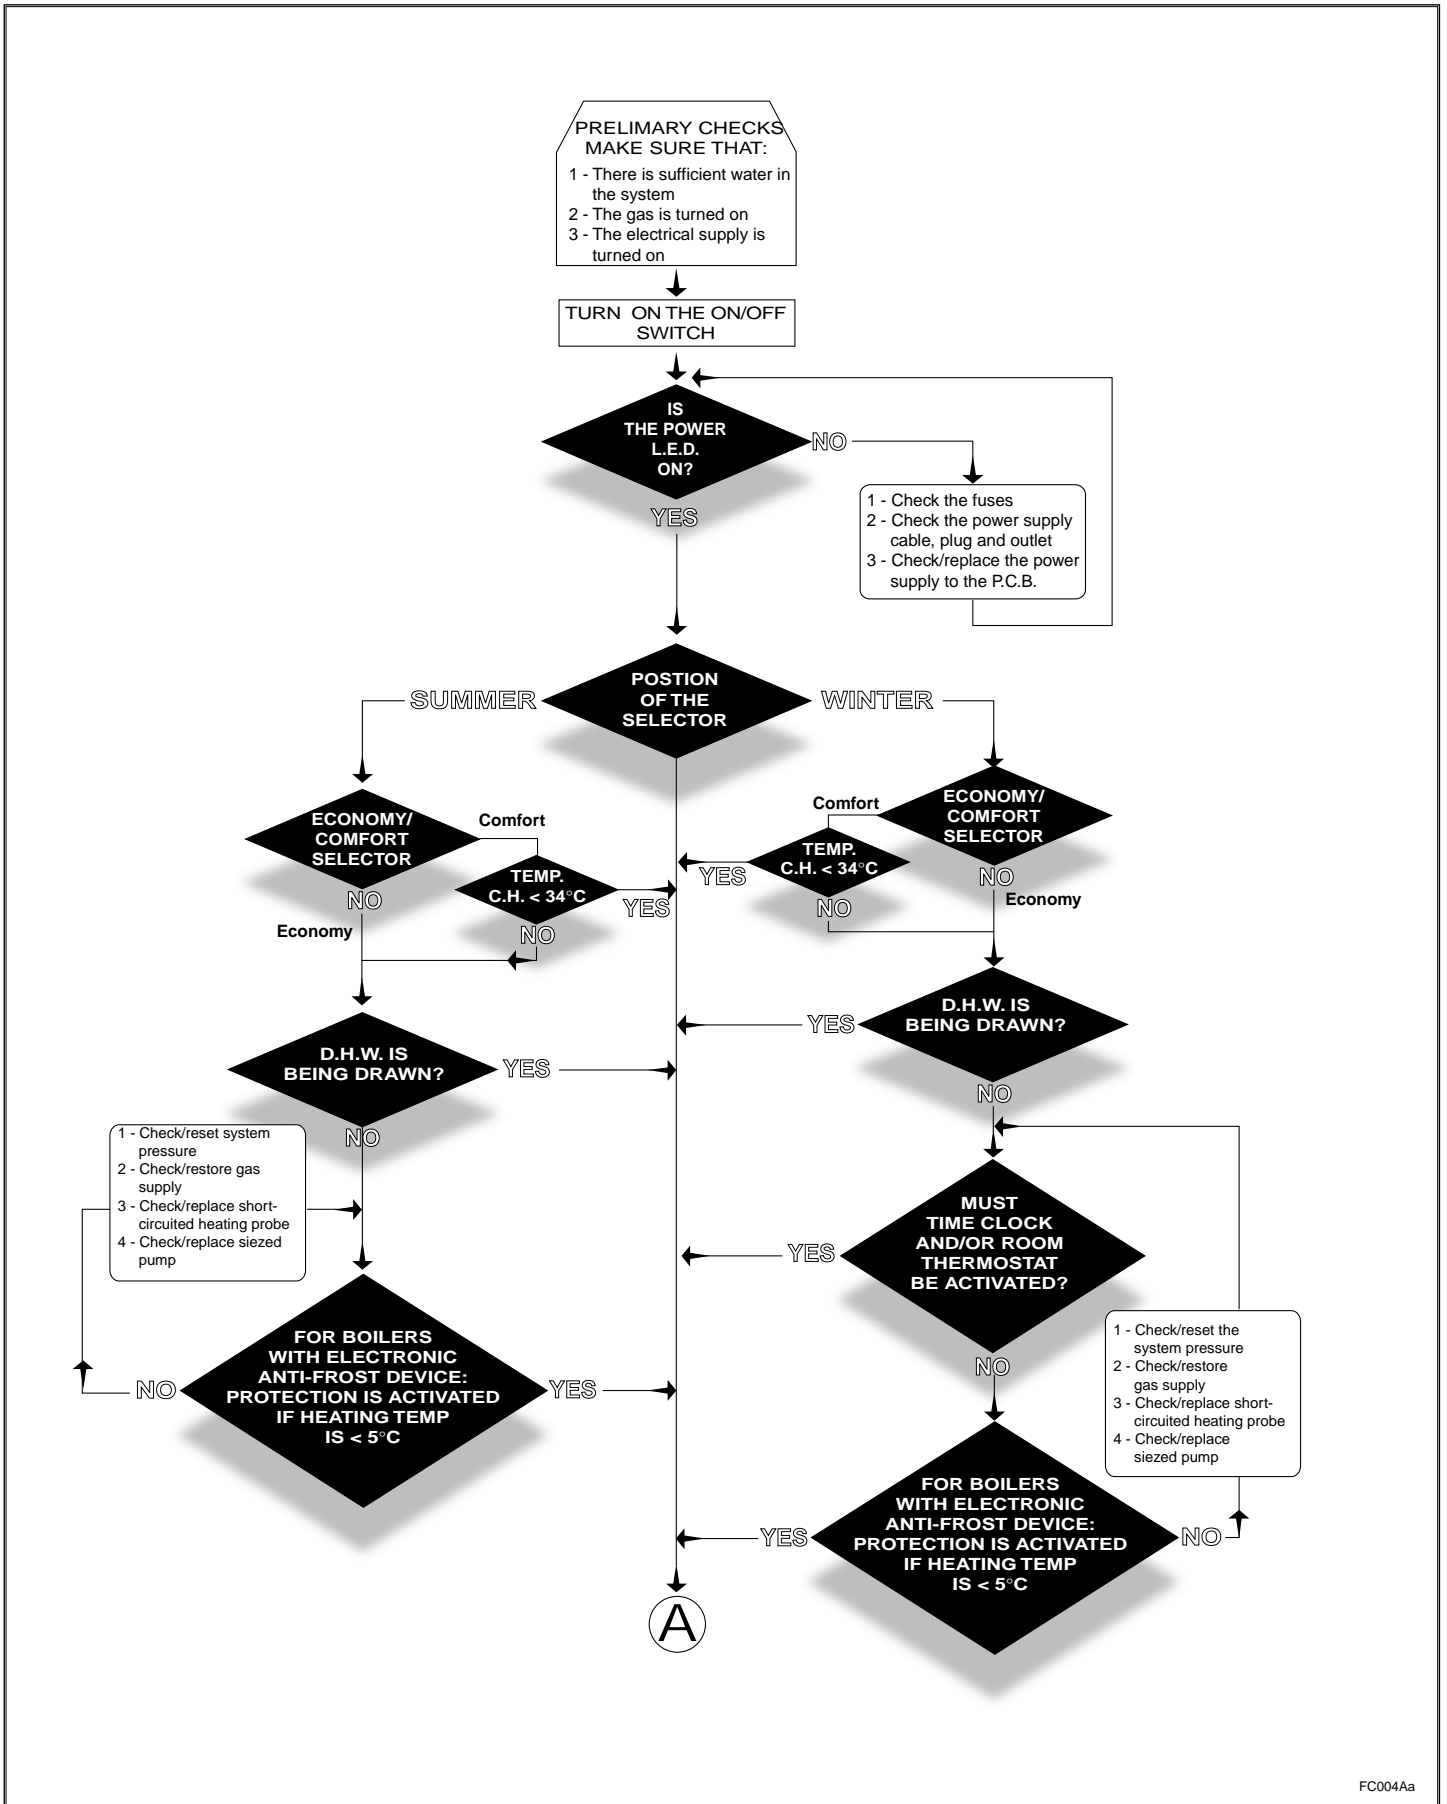 PRELIMARY CHECKS
MAKE SURE THAT:
1 - There is sufficient water in
the system
2 - The gas is turned on
3 - The electrical supply is
turned on
TURN ON THE ON/OFF
SWITCH
IS
THE POWER
L.E.D.
ON?
NO
YES
1 - Check the fuses
2 - Check the power supply
cable, plug and outlet
3 - Check/replace the power
supply to the P.C.B.
SUMMER
POSTION
OF THE
SELECTOR
WINTER
ECONOMY/
COMFORT
SELECTOR
Comfort
NO
Economy
TEMP.
C.H. < 34°C
YES
NO
Comfort
ECONOMY/
COMFORT
SELECTOR
TEMP.
C.H. < 34°C
YES
NO
NO
Economy
D.H.W. IS
BEING DRAWN?
YES
NO
D.H.W. IS
BEING DRAWN?
YES
NO
1 - Check/reset system
pressure
2 - Check/restore gas
supply
3 - Check/replace short-
circuited heating probe
4 - Check/replace siezed
pump
MUST
TIME CLOCK
AND/OR ROOM
THERMOSTAT
BE ACTIVATED?
YES
NO
FOR BOILERS
WITH ELECTRONIC
ANTI-FROST DEVICE:
PROTECTION IS ACTIVATED
IF HEATING TEMP
IS < 5°C
NO
YES
1 - Check/reset the
system pressure
2 - Check/restore
gas supply
3 - Check/replace short-
circuited heating probe
4 - Check/replace
siezed pump
FOR BOILERS
WITH ELECTRONIC
ANTI-FROST DEVICE:
PROTECTION IS ACTIVATED
IF HEATING TEMP
IS < 5°C
YES
NO
A
FC004Aa